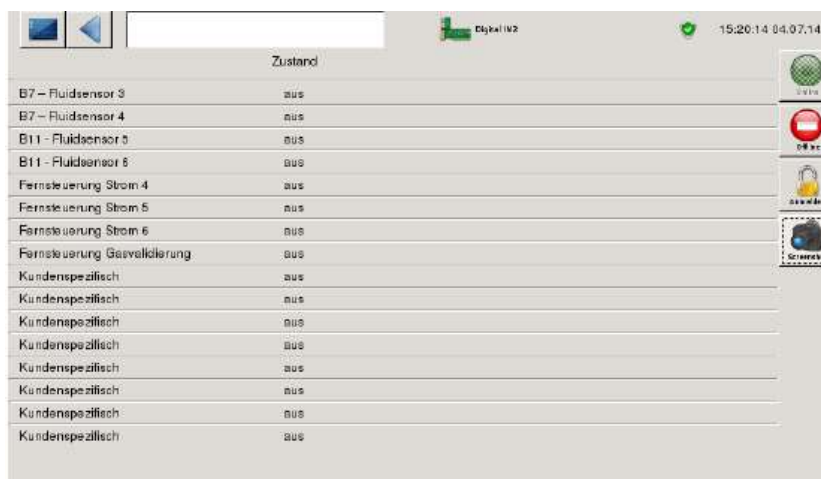 Digital IN2
15:20:14 04.07.14
Zustand
B7 – Fluidsensor 3 aus
B7 – Fluidsensor 4 aus
B11 - Fluidsensor 5 aus
B11 - Fluidsensor 6 aus
Fernsteuerung Strom 4 aus
Fernsteuerung Strom 5 aus
Fernsteuerung Strom 6 aus
Fernsteuerung Gasvalidierung aus
Kundenspezifisch aus
Kundenspezifisch aus
Kundenspezifisch aus
Kundenspezifisch aus
Kundenspezifisch aus
Kundenspezifisch aus
Kundenspezifisch aus
Kundenspezifisch aus
Online
Offline